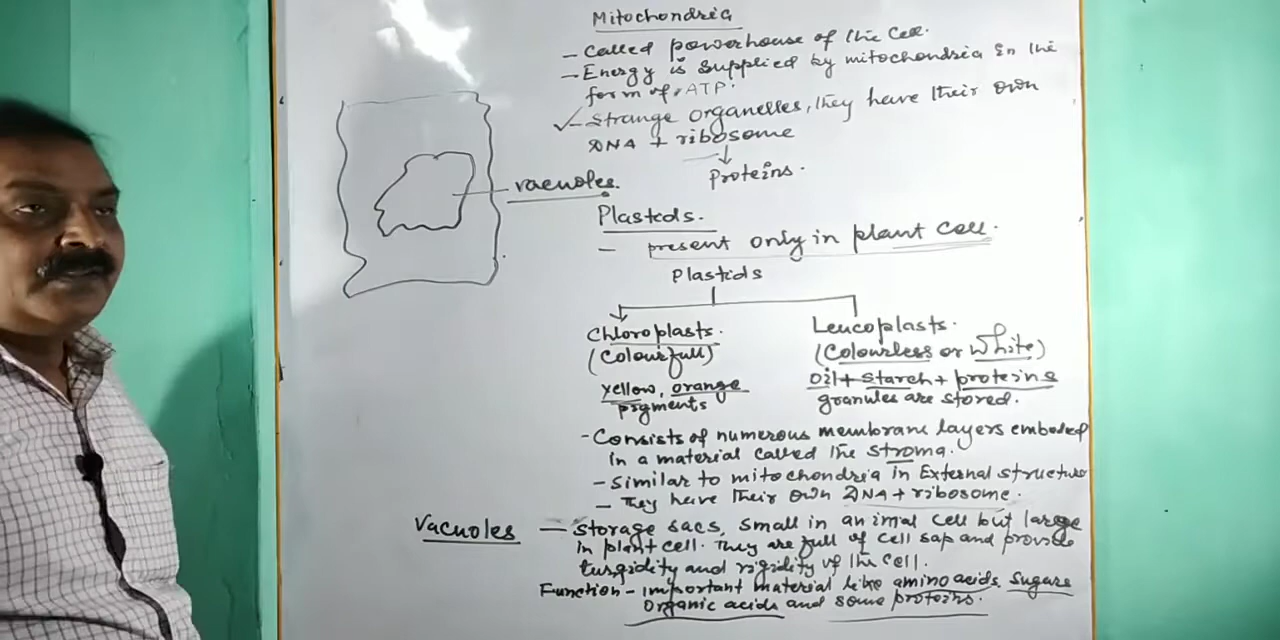 Mitochondria
- Called powerhouse of the cell.
- Energy is supplied by mitochondria in the
form of ATP.
✓- Strange organelles, they have their own
DNA + ribosome
↓
Proteins.
vacuoles.
Plastids.
- present only in plant cell.
Plastids
Chloroplasts.
(Colourfull)
yellow, orange
pigments
Leucoplasts.
(Colourless or White)
Oil + starch + proteins
granules are stored.
- Consists of numerous membrane layers embeded
in a material called the stroma.
- similar to mitochondria in External structure
- They have their own DNA + ribosome.
Vacuoles - storage sacs, small in animal cell but large
in plant cell. They are full of cell sap and provide
turgidity and rigidity of the cell.
Function - important material like amino acids, Sugars
Organic acids and some proteins.